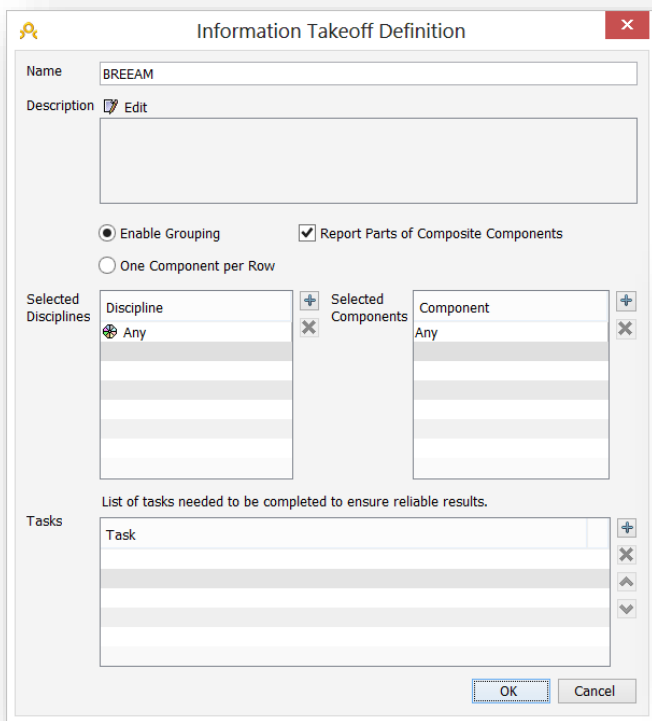 Information Takeoff Definition
Name
BREEAM
Description Edit
Enable Grouping
Report Parts of Composite Components
One Component per Row
Selected Disciplines
Discipline
Any
Selected Components
Component
Any
List of tasks needed to be completed to ensure reliable results.
Tasks
Task
OK
Cancel